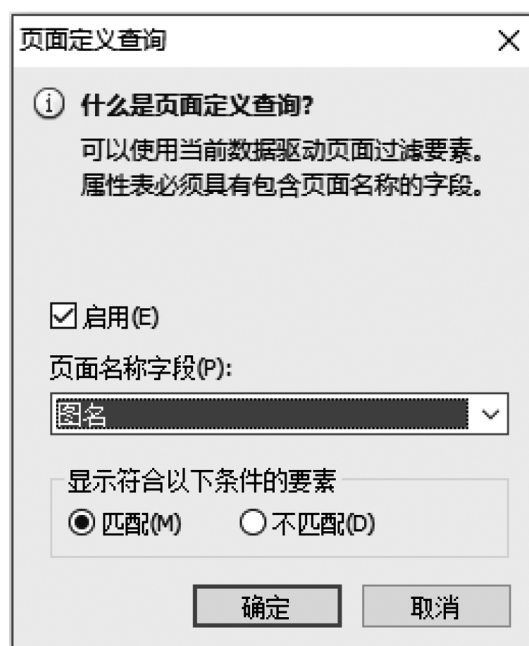 页面定义查询
什么是页面定义查询?
可以使用当前数据驱动页面过滤要素。
属性表必须具有包含页面名称的字段。
启用(E)
页面名称字段(P):
图名
显示符合以下条件的要素
匹配(M) 不匹配(D)
确定 取消